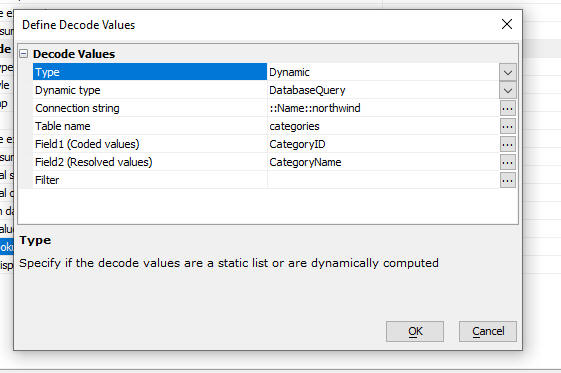 Define Decode Values
Decode Values
Type Dynamic
Dynamic type DatabaseQuery
Connection string ::Name::northwind
Table name categories
Field1 (Coded values) CategoryID
Field2 (Resolved values) CategoryName
Filter
Type
Specify if the decode values are a static list or are dynamically computed
OK Cancel